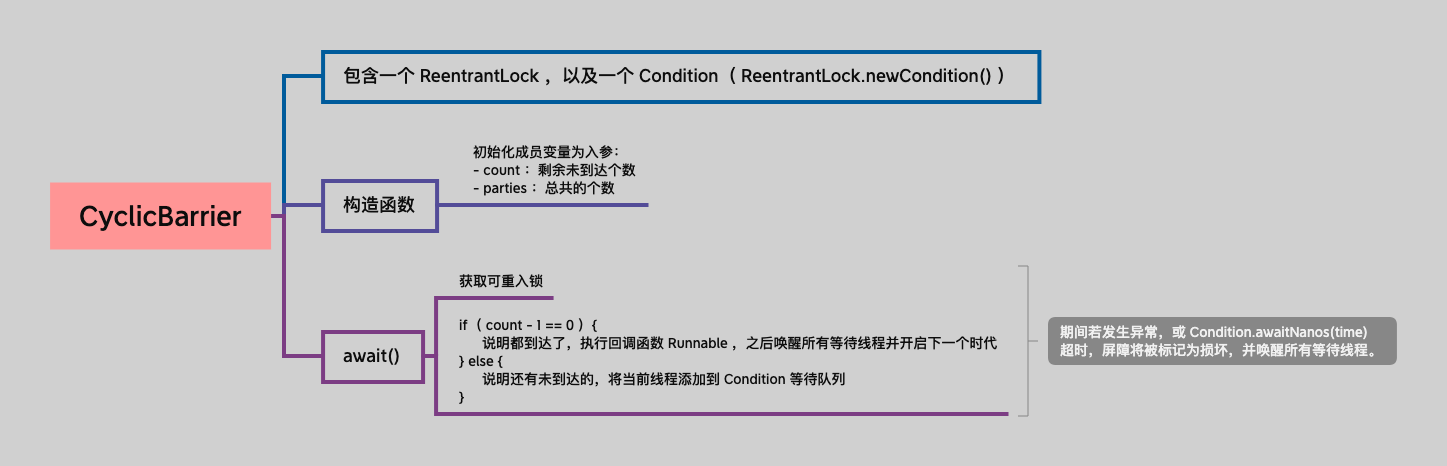 包含一个 ReentrantLock ，以及一个 Condition（ ReentrantLock.newCondition() ）
初始化成员变量为入参：
- count ：剩余未到达个数
- parties ：总共的个数
构造函数
CyclicBarrier
获取可重入锁
if （ count - 1 == 0 ）{
说明都到达了，执行回调函数 Runnable ，之后唤醒所有等待线程并开启下一个时代
} else {
说明还有未到达的，将当前线程添加到 Condition 等待队列
}
await()
期间若发生异常，或 Condition.awaitNanos(time)
超时，屏障将被标记为损坏，并唤醒所有等待线程。